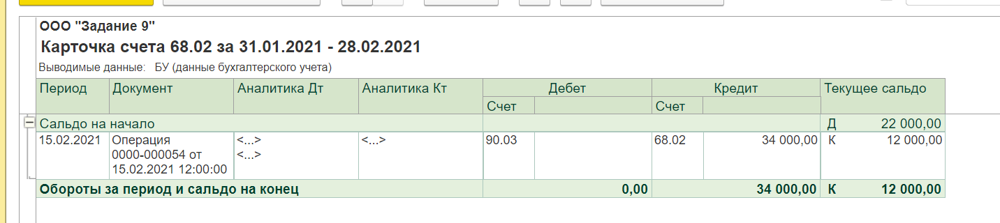 ООО "Задание 9"
Карточка счета 68.02 за 31.01.2021 - 28.02.2021
Выводимые данные: БУ (данные бухгалтерского учета)
Период Документ Аналитика Дт Аналитика Кт Дебет Кредит Текущее сальдо
Счет Счет
Сальдо на начало Д 22 000,00
15.02.2021 Операция <...> <...> 90.03 68.02 34 000,00 К 12 000,00
0000-000054 от <...>
15.02.2021 12:00:00
Обороты за период и сальдо на конец 0,00 34 000,00 К 12 000,00